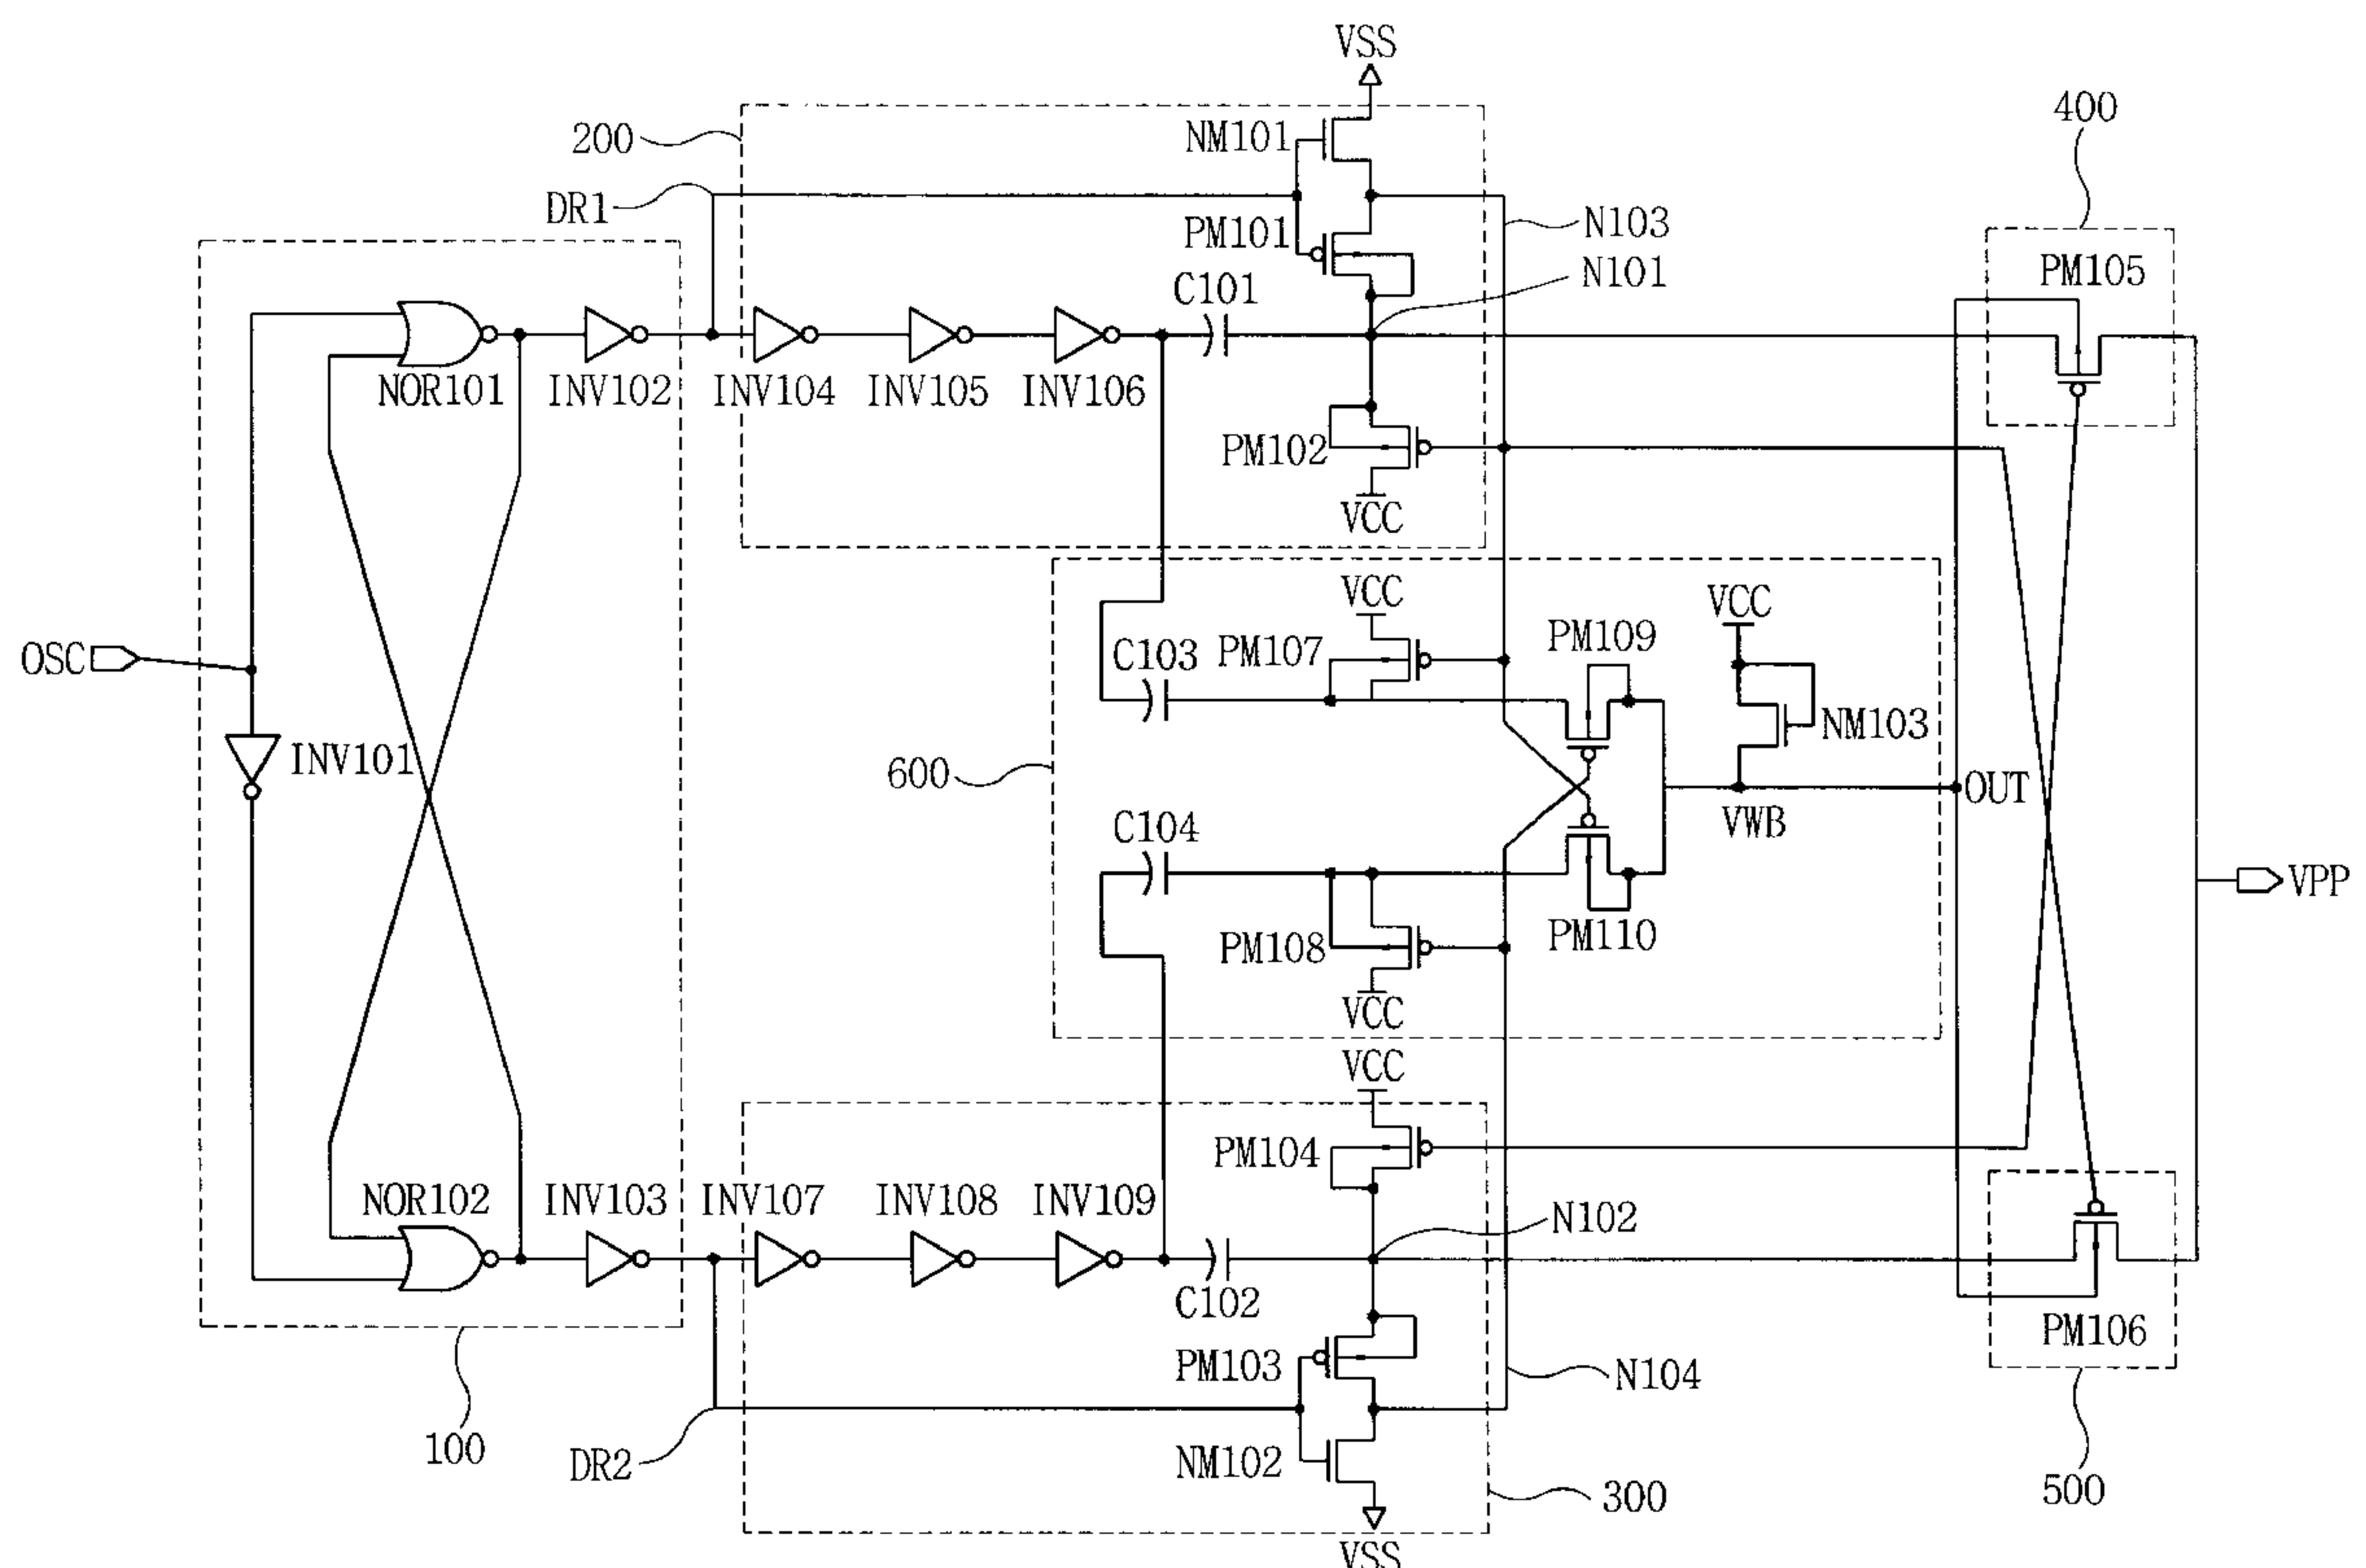 VSS
400
200
NM101
PM105
DR1
PM101
N103
N101
C101
NOR101
INV102
INV104
INV105
INV106
PM102
VCC
VCC
VCC
PM107
PM109
C103
OSC
NM103
INV101
600
OUT
C104
VWB
VPP
PM108
PM110
VCC
VCC
PM104
NOR102
INV103
INV107
INV108
INV109
N102
C102
PM106
PM103
N104
100
DR2
NM102
300
500
VSS